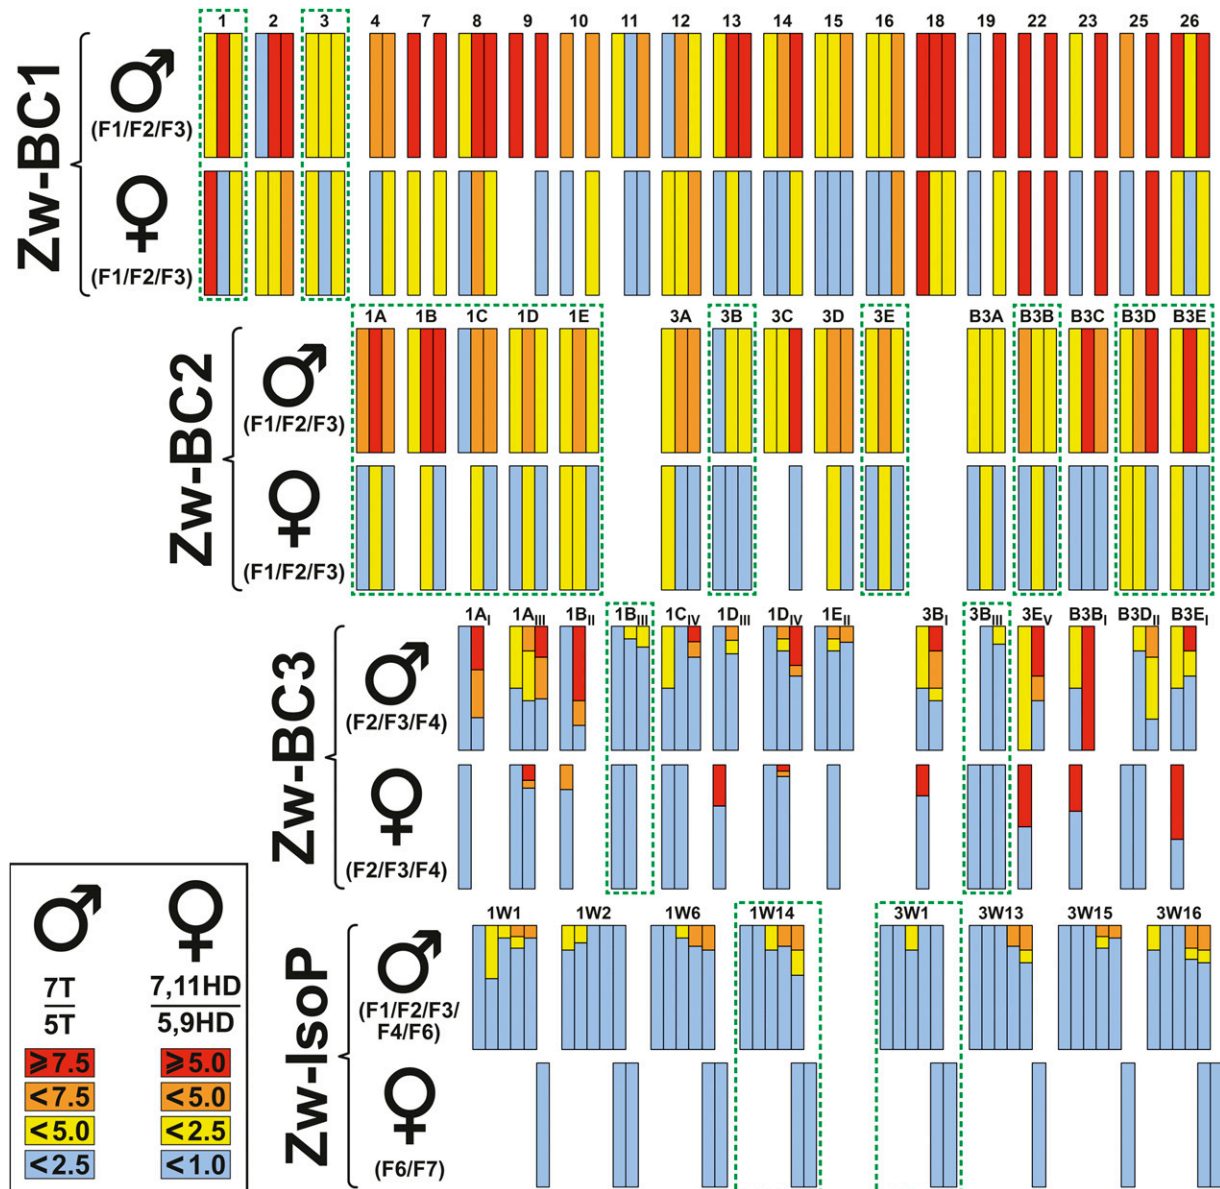 1 2 3 4 7 8 9 10 11 12 13 14 15 16 18 19 22 23 25 26
Zw-BC1
♂
(F1/F2/F3)
♀
(F1/F2/F3)
1A 1B 1C 1D 1E 3A 3B 3C 3D 3E B3A B3B B3C B3D B3E
Zw-BC2
♂
(F1/F2/F3)
♀
(F1/F2/F3)
1AI 1AIII 1BII 1BIII 1CIV 1DIII 1DIV 1EII 3BI 3BIII 3EV B3BI B3DII B3EI
Zw-BC3
♂
(F2/F3/F4)
♀
(F2/F3/F4)
1W1 1W2 1W6 1W14 3W1 3W13 3W15 3W16
Zw-IsoP
♂
(F1/F2/F3/
F4/F6)
♀
(F6/F7)
♂ ♀
7T 7,11HD
5T 5,9HD
⩾7.5 ⩾5.0
<7.5 <5.0
<5.0 <2.5
<2.5 <1.0